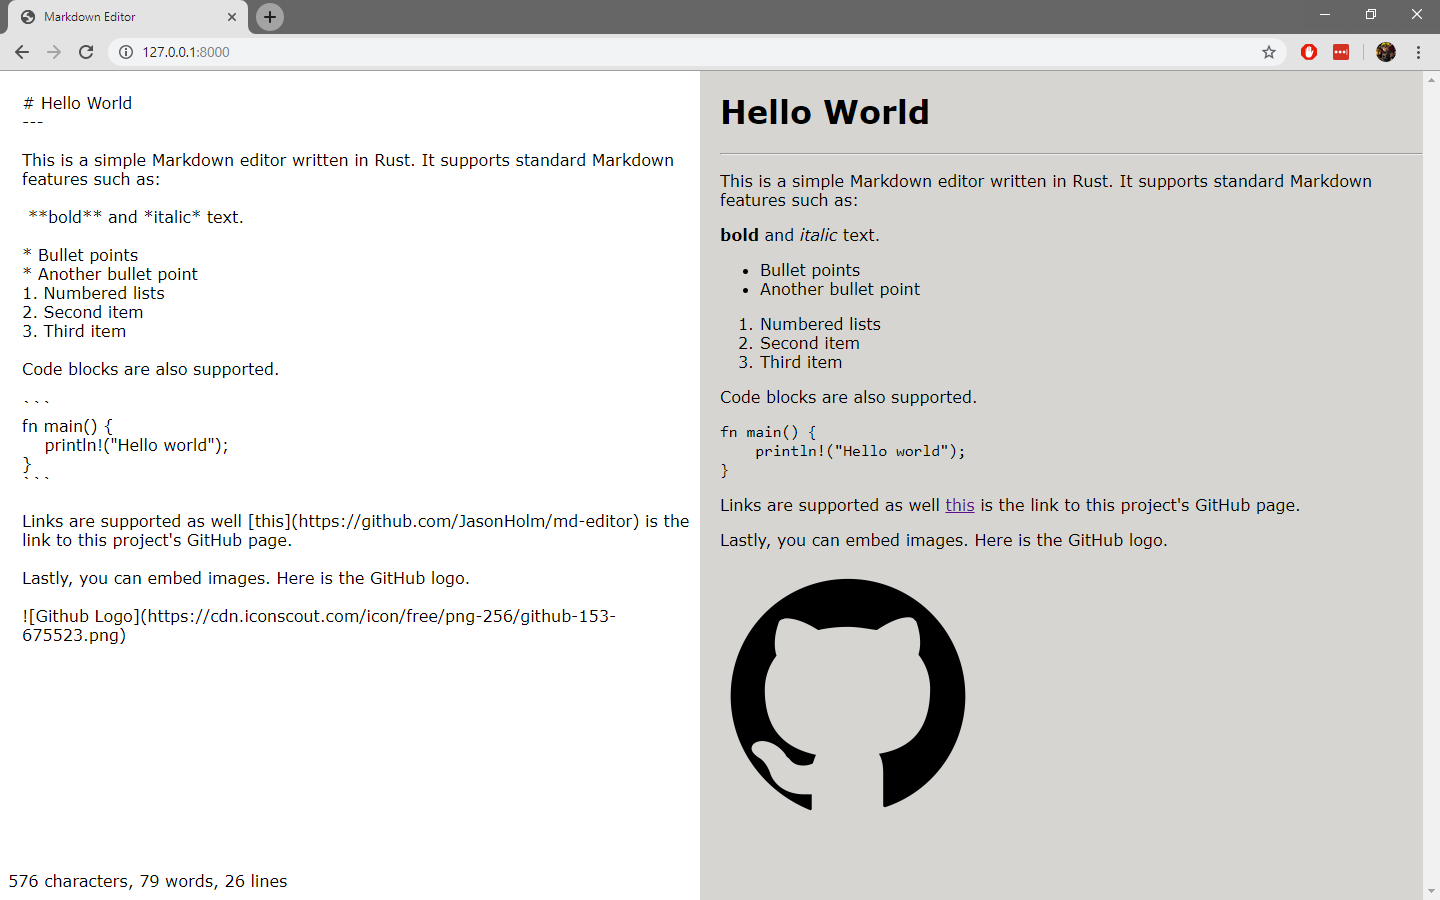 Markdown Editor
127.0.0.1:8000
# Hello World
---
This is a simple Markdown editor written in Rust. It supports standard Markdown
features such as:
**bold** and *italic* text.
* Bullet points
* Another bullet point
1. Numbered lists
2. Second item
3. Third item
Code blocks are also supported.
```
fn main() {
    println!("Hello world");
}
```
Links are supported as well [this](https://github.com/JasonHolm/md-editor) is the
link to this project's GitHub page.
Lastly, you can embed images. Here is the GitHub logo.
![Github Logo](https://cdn.iconscout.com/icon/free/png-256/github-153-
675523.png)
576 characters, 79 words, 26 lines
Hello World
This is a simple Markdown editor written in Rust. It supports standard Markdown
features such as:
bold and italic text.
• Bullet points
• Another bullet point
1. Numbered lists
2. Second item
3. Third item
Code blocks are also supported.
fn main() {
    println!("Hello world");
}
Links are supported as well this is the link to this project's GitHub page.
Lastly, you can embed images. Here is the GitHub logo.